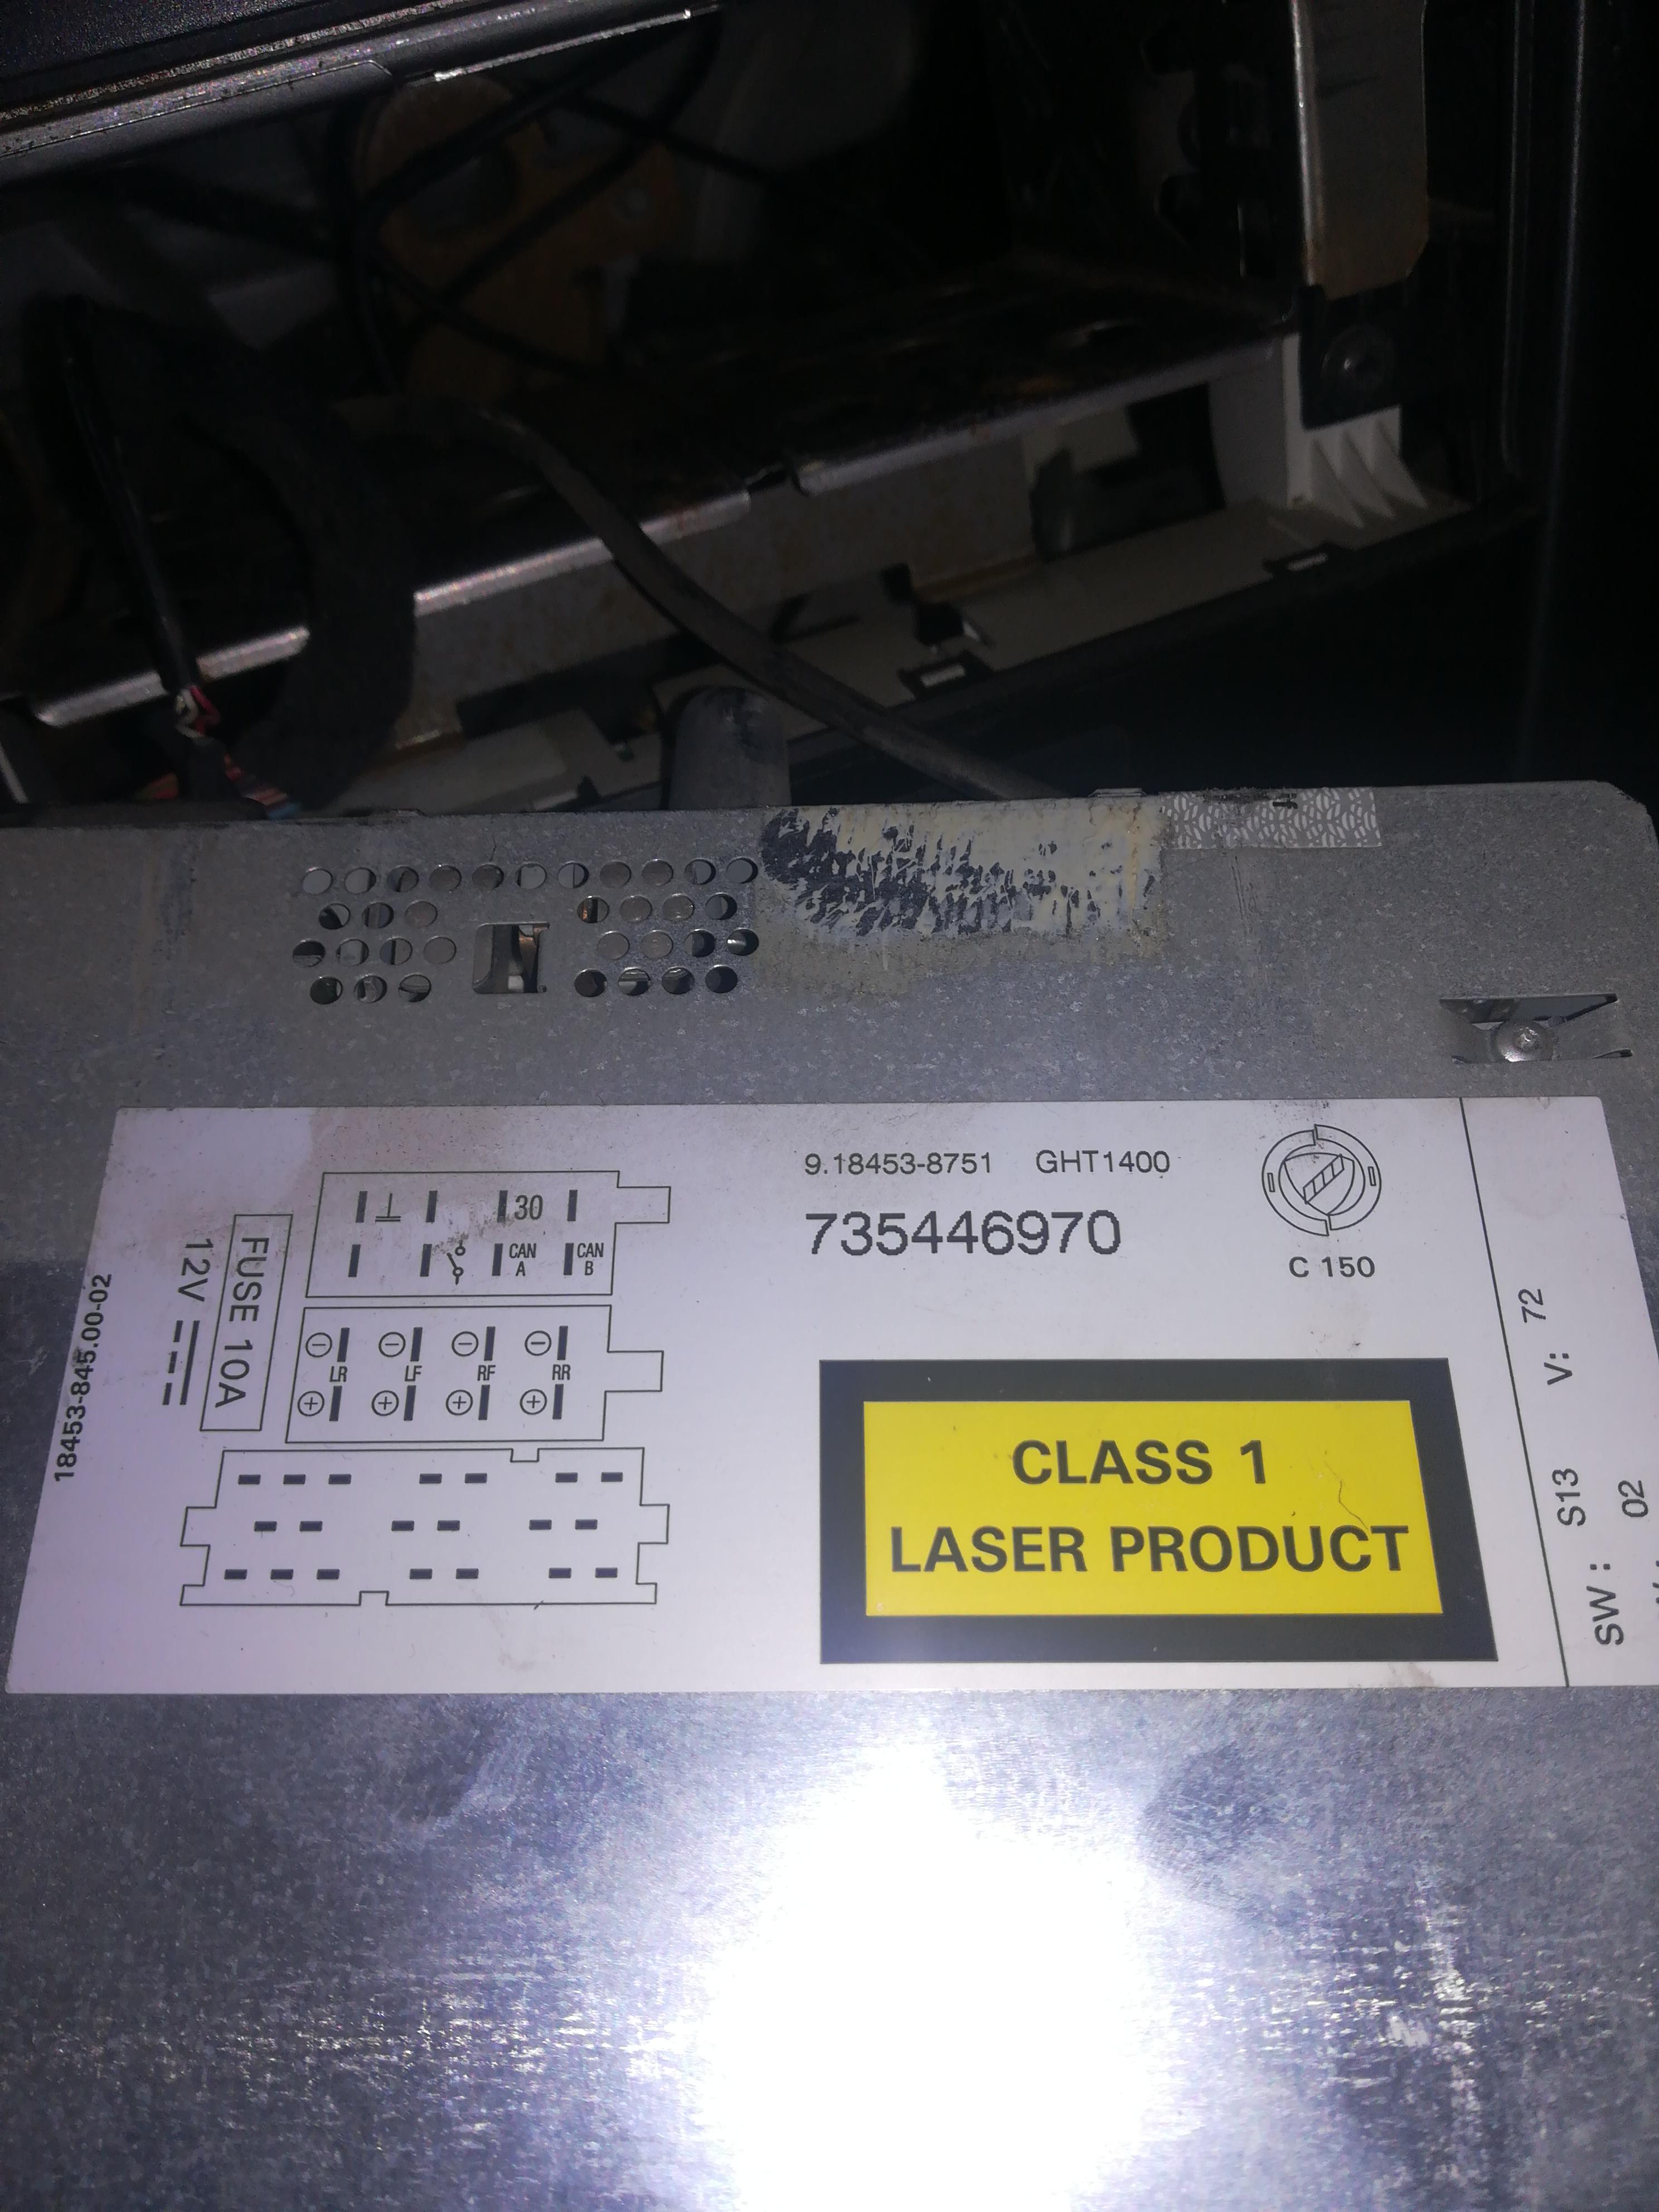 9.18453-8751 GHT1400
735446970
C 150
30
CAN A
CAN B
LR LF RF RR
FUSE 10A
12V
18453-845.00-02
CLASS 1
LASER PRODUCT
V: 72
SW: S13
02